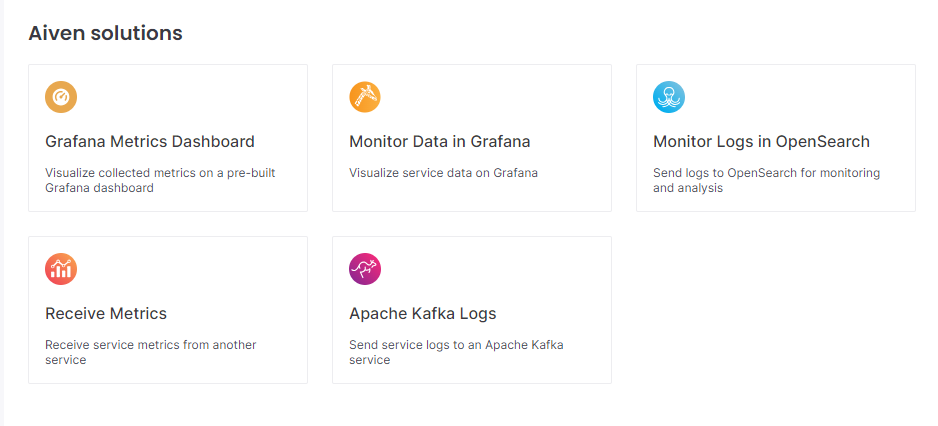 Aiven solutions
Grafana Metrics Dashboard
Visualize collected metrics on a pre-built
Grafana dashboard
Monitor Data in Grafana
Visualize service data on Grafana
Monitor Logs in OpenSearch
Send logs to OpenSearch for monitoring
and analysis
Receive Metrics
Receive service metrics from another
service
Apache Kafka Logs
Send service logs to an Apache Kafka
service